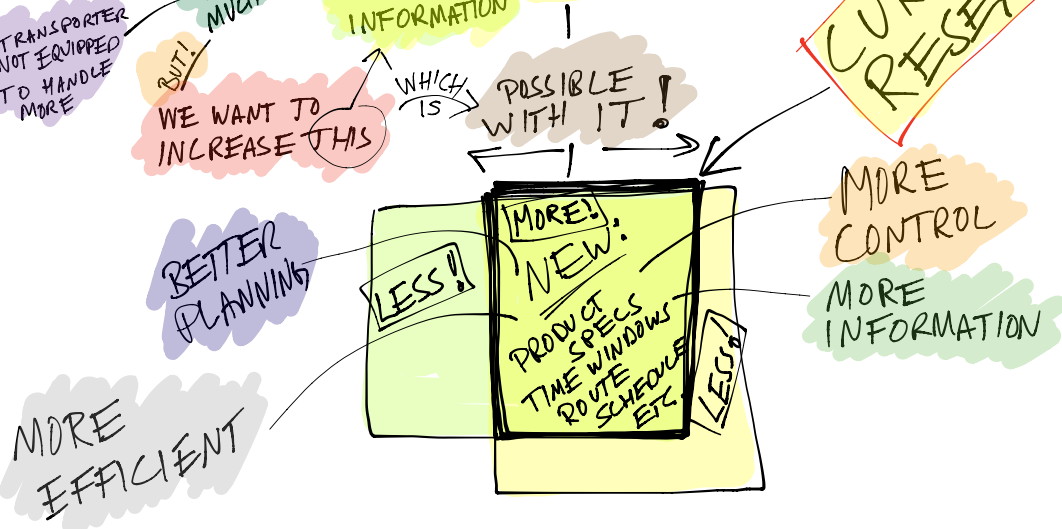 TRANSPORTER
NOT EQUIPPED
TO HANDLE
MORE
BUT!
INFORMATION
WE WANT TO
INCREASE THIS
WHICH
IS
POSSIBLE
WITH IT!
BETTER
PLANNING
LESS!
MORE!
NEW!
PRODUCT
SPECS
TIME WINDOWS
ROUTE
SCHEDULE
ETC.
LESS!
MORE
CONTROL
MORE
INFORMATION
MORE
EFFICIENT